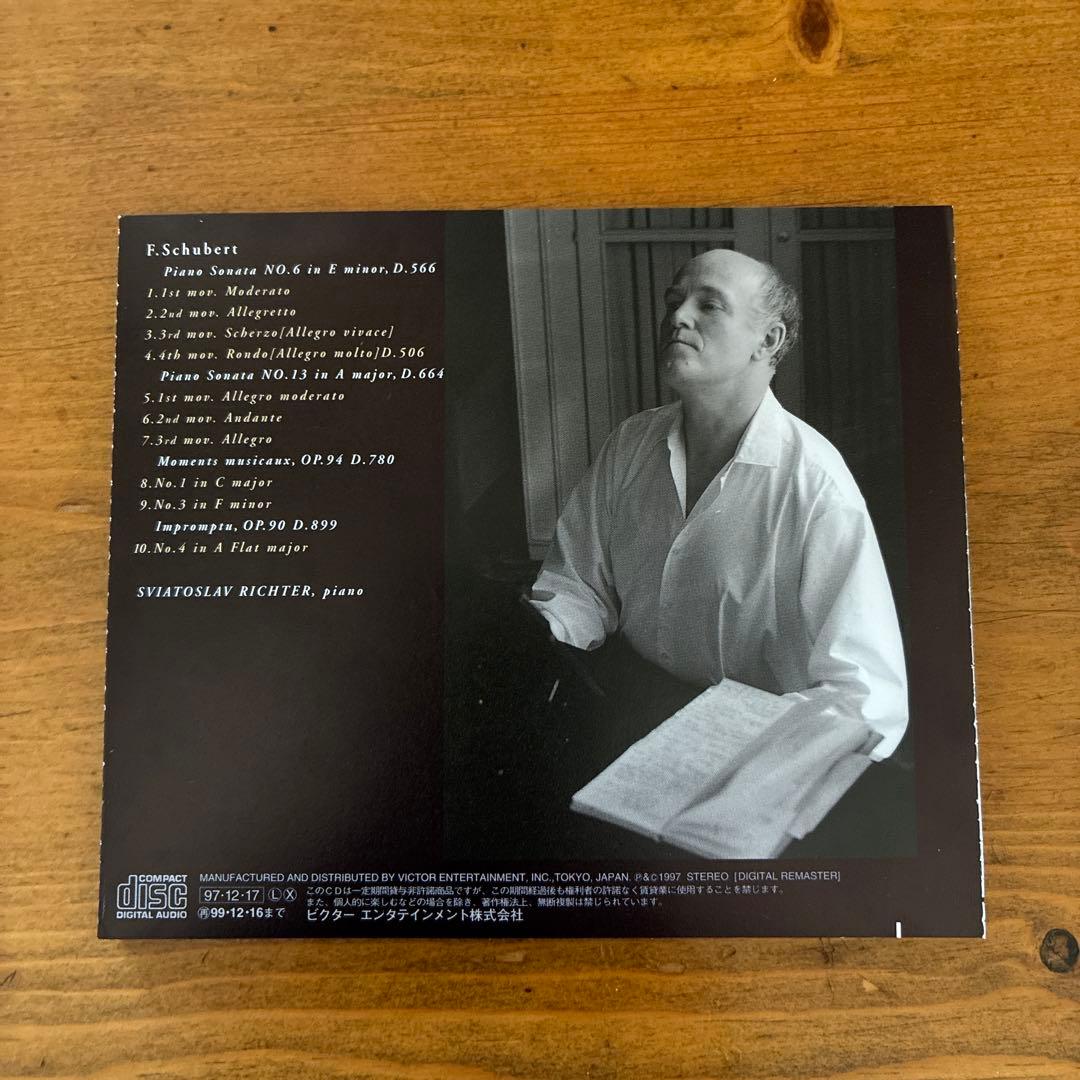 F.Schubert
Piano Sonata NO.6 in E minor, D.566
1.1st mov. Moderato
2.2nd mov. Allegretto
3.3rd mov. Scherzo[Allegro vivace]
4.4th mov. Rondo[Allegro molto]D.506
Piano Sonata NO.13 in A major, D.664
5.1st mov. Allegro moderato
6.2nd mov. Andante
7.3rd mov. Allegro
Moments musicaux, OP.94 D.780
8.No.1 in C major
9.No.3 in F minor
Impromptu, OP.90 D.899
10.No.4 in A Flat major
SVIATOSLAV RICHTER, piano
COMPACT
disc
DIGITAL AUDIO
MANUFACTURED AND DISTRIBUTED BY VICTOR ENTERTAINMENT, INC.,TOKYO, JAPAN. ℗&©1997 STEREO [DIGITAL REMASTER]
97・12・17 Ⓛ Ⓧ
このCDは一定期間貸与非許諾商品ですが、この期間経過後も権利者の許諾なく賃貸業に使用することを禁じます。
また、個人的に楽しむなどの場合を除き、著作権法上、無断複製は禁じられています。
㊢99・12・16まで
ビクター エンタテインメント株式会社